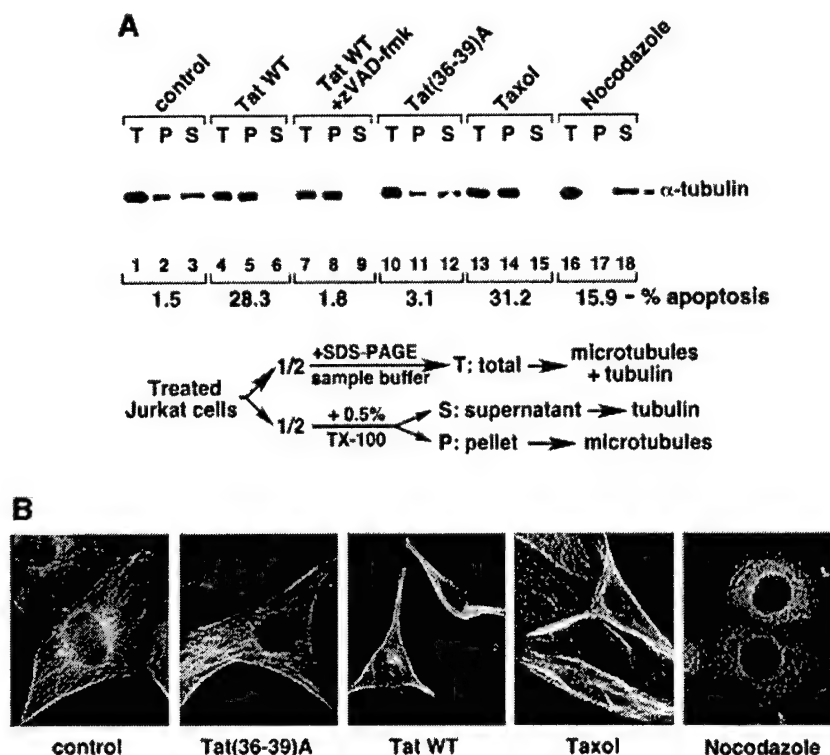 A
control
Tat WT
Tat WT
+zVAD-fmk
Tat(36-39)A
Taxol
Nocodazole
T P S T P S T P S T P S T P S T P S
α-tubulin
1 2 3 4 5 6 7 8 9 10 11 12 13 14 15 16 17 18
1.5 28.3 1.8 3.1 31.2 15.9 - % apoptosis
Treated
Jurkat cells
1/2 +SDS-PAGE
sample buffer
T: total
microtubules
+ tubulin
1/2 + 0.5%
TX-100
S: supernatant
tubulin
P: pellet
microtubules
B
control Tat(36-39)A Tat WT Taxol Nocodazole